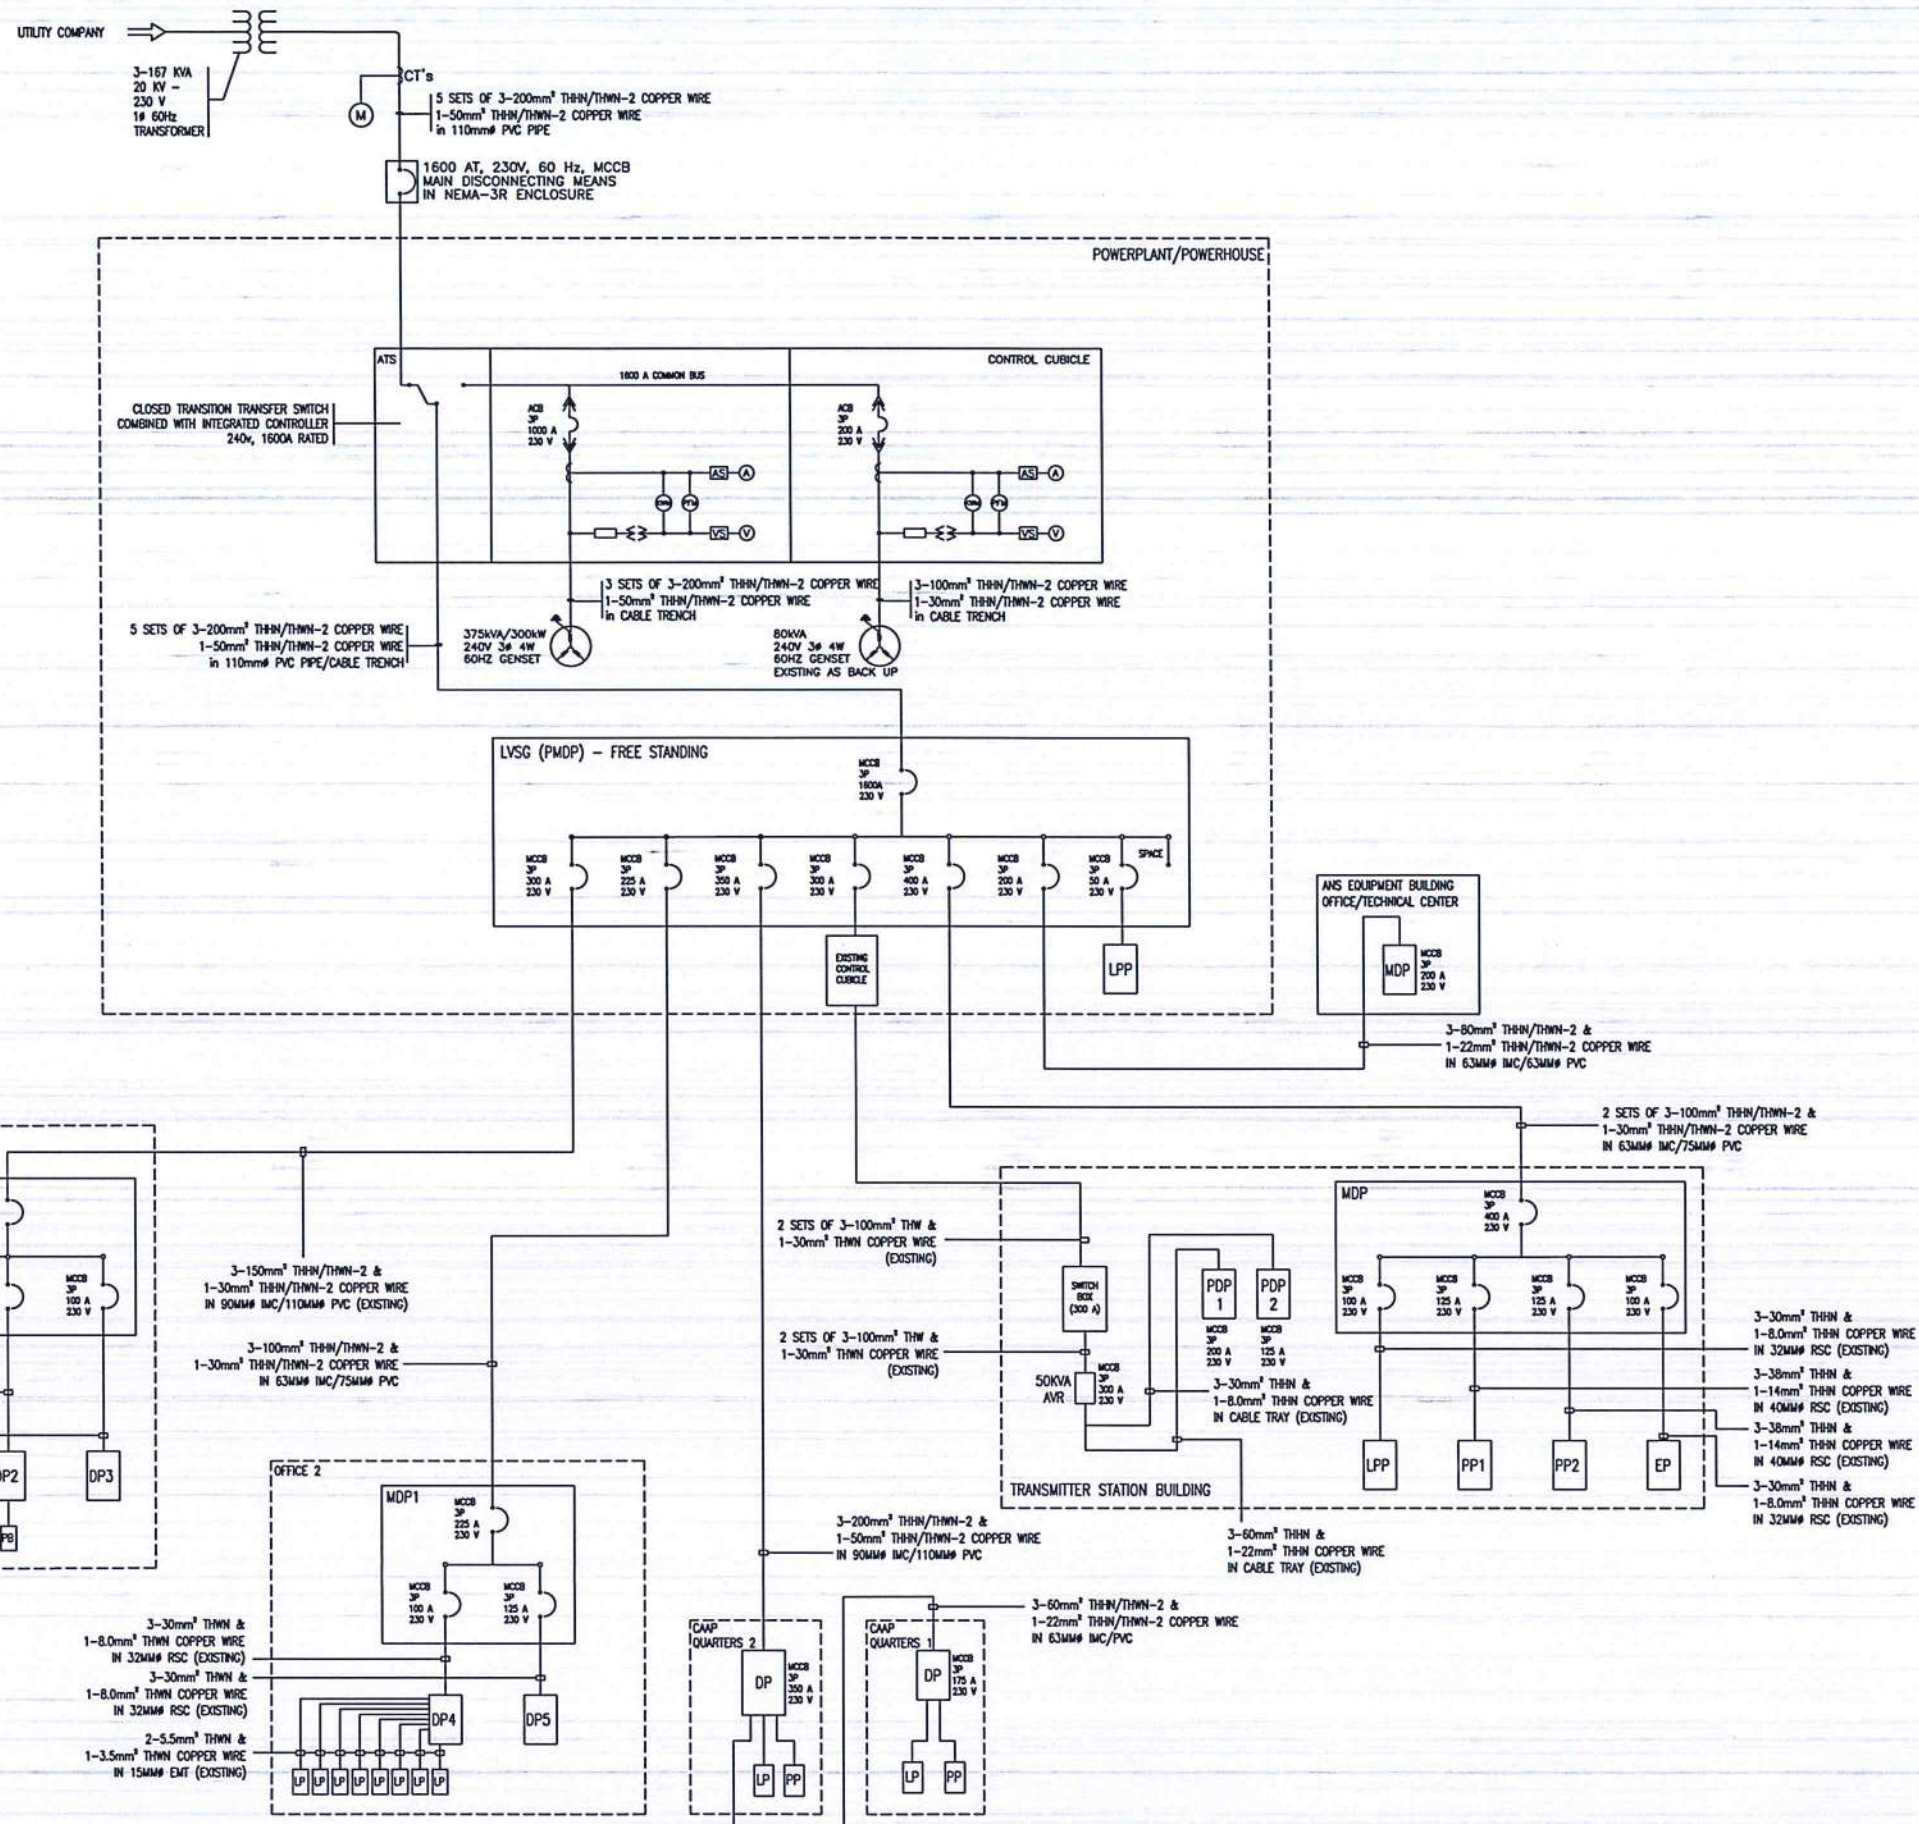 UTILITY COMPANY
3-167 KVA
20 KV -
230 V
1ø 60Hz
TRANSFORMER
CT's
M
5 SETS OF 3-200mm² THHN/THWN-2 COPPER WIRE
1-50mm² THHN/THWN-2 COPPER WIRE
in 110mmø PVC PIPE
1600 AT, 230V, 60 Hz, MCCB
MAIN DISCONNECTING MEANS
IN NEMA-3R ENCLOSURE
POWERPLANT/POWERHOUSE
ATS
CONTROL CUBICLE
1600 A COMMON BUS
CLOSED TRANSITION TRANSFER SWITCH
COMBINED WITH INTEGRATED CONTROLLER
240v, 1600A RATED
ACB
3P
1000 A
230 V
AS
A
VS
V
ACB
3P
200 A
230 V
AS
A
VS
V
3 SETS OF 3-200mm² THHN/THWN-2 COPPER WIRE
1-50mm² THHN/THWN-2 COPPER WIRE
in CABLE TRENCH
3-100mm² THHN/THWN-2 COPPER WIRE
1-30mm² THHN/THWN-2 COPPER WIRE
in CABLE TRENCH
5 SETS OF 3-200mm² THHN/THWN-2 COPPER WIRE
1-50mm² THHN/THWN-2 COPPER WIRE
in 110mmø PVC PIPE/CABLE TRENCH
375kVA/300kW
240V 3ø 4W
60HZ GENSET
80kVA
240V 3ø 4W
60HZ GENSET
EXISTING AS BACK UP
LVSG (PMDP) - FREE STANDING
MCCB
3P
1600A
230 V
MCCB
3P
300 A
230 V
MCCB
3P
225 A
230 V
MCCB
3P
350 A
230 V
MCCB
3P
300 A
230 V
MCCB
3P
400 A
230 V
MCCB
3P
200 A
230 V
MCCB
3P
50 A
230 V
SPACE
EXISTING
CONTROL
CUBICLE
LPP
ANS EQUIPMENT BUILDING
OFFICE/TECHNICAL CENTER
MDP
MCCB
3P
200 A
230 V
3-80mm² THHN/THWN-2 &
1-22mm² THHN/THWN-2 COPPER WIRE
IN 63MMø IMC/63MMø PVC
2 SETS OF 3-100mm² THHN/THWN-2 &
1-30mm² THHN/THWN-2 COPPER WIRE
IN 63MMø IMC/75MMø PVC
MCCB
3P
100 A
230 V
DP2
DP3
PB
3-150mm² THHN/THWN-2 &
1-30mm² THHN/THWN-2 COPPER WIRE
IN 90MMø IMC/110MMø PVC (EXISTING)
3-100mm² THHN/THWN-2 &
1-30mm² THHN/THWN-2 COPPER WIRE
IN 63MMø IMC/75MMø PVC
2 SETS OF 3-100mm² THW &
1-30mm² THWN COPPER WIRE
(EXISTING)
SWITCH
BOX
(300 A)
2 SETS OF 3-100mm² THW &
1-30mm² THWN COPPER WIRE
(EXISTING)
50KVA
AVR
MCCB
3P
300 A
230 V
PDP
1
MCCB
3P
200 A
230 V
PDP
2
MCCB
3P
125 A
230 V
3-30mm² THHN &
1-8.0mm² THHN COPPER WIRE
IN CABLE TRAY (EXISTING)
TRANSMITTER STATION BUILDING
MDP
MCCB
3P
400 A
230 V
MCCB
3P
100 A
230 V
MCCB
3P
125 A
230 V
MCCB
3P
125 A
230 V
MCCB
3P
100 A
230 V
LPP
PP1
PP2
EP
3-30mm² THHN &
1-8.0mm² THHN COPPER WIRE
IN 32MMø RSC (EXISTING)
3-38mm² THHN &
1-14mm² THHN COPPER WIRE
IN 40MMø RSC (EXISTING)
3-38mm² THHN &
1-14mm² THHN COPPER WIRE
IN 40MMø RSC (EXISTING)
3-30mm² THHN &
1-8.0mm² THHN COPPER WIRE
IN 32MMø RSC (EXISTING)
3-60mm² THHN &
1-22mm² THHN COPPER WIRE
IN CABLE TRAY (EXISTING)
OFFICE 2
MDP1
MCCB
3P
225 A
230 V
MCCB
3P
100 A
230 V
MCCB
3P
125 A
230 V
3-30mm² THWN &
1-8.0mm² THWN COPPER WIRE
IN 32MMø RSC (EXISTING)
3-30mm² THWN &
1-8.0mm² THWN COPPER WIRE
IN 32MMø RSC (EXISTING)
2-5.5mm² THWN &
1-3.5mm² THWN COPPER WIRE
IN 15MMø EMT (EXISTING)
DP4
DP5
LP LP LP LP LP LP LP LP
3-200mm² THHN/THWN-2 &
1-50mm² THHN/THWN-2 COPPER WIRE
IN 90MMø IMC/110MMø PVC
CAAP
QUARTERS 2
DP
MCCB
3P
350 A
230 V
LP
PP
CAAP
QUARTERS 1
DP
MCCB
3P
175 A
230 V
LP
PP
3-60mm² THHN/THWN-2 &
1-22mm² THHN/THWN-2 COPPER WIRE
IN 63MMø IMC/PVC